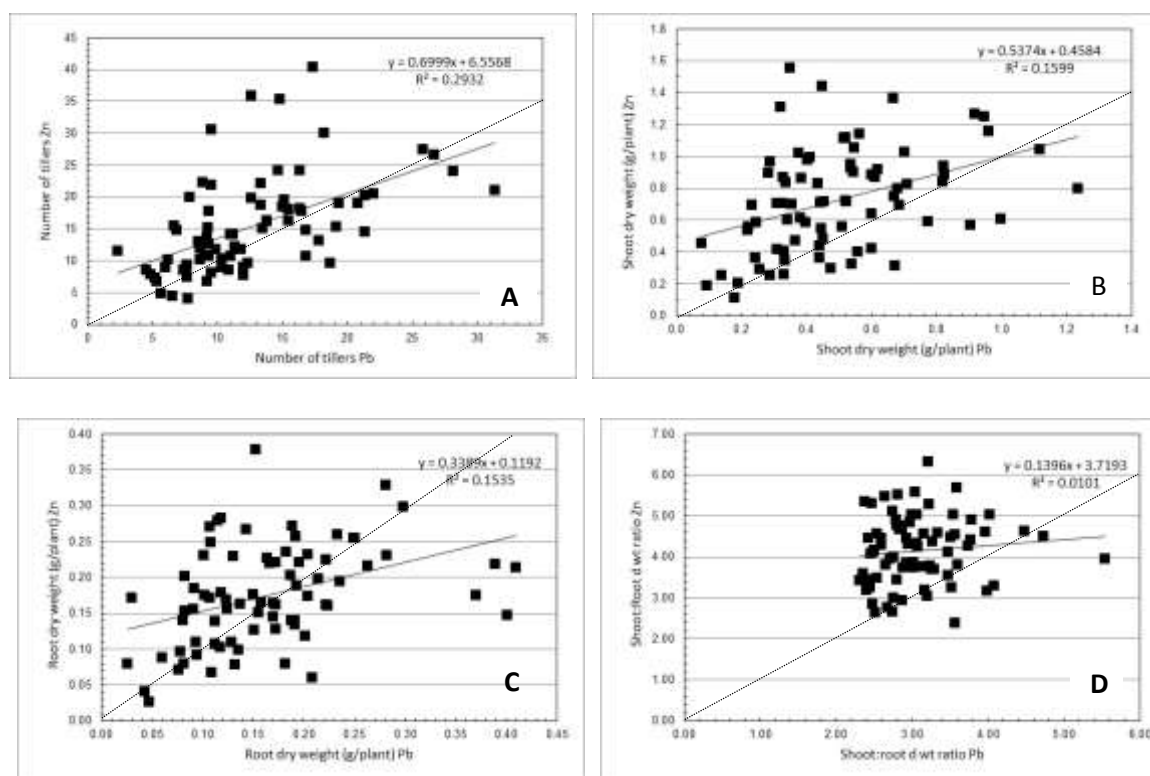 45
40
35
30
25
20
15
10
5
0
Number of tillers Zn
y = 0.6999x + 6.5568
R² = 0.2932
A
0 5 10 15 20 25 30 35
Number of tillers Pb
1.8
1.6
1.4
1.2
1.0
0.8
0.6
0.4
0.2
0.0
Shoot dry weight (g/plant) Zn
y = 0.5374x + 0.4584
R² = 0.1599
B
0.0 0.2 0.4 0.6 0.8 1.0 1.2 1.4
Shoot dry weight (g/plant) Pb
0.40
0.35
0.30
0.25
0.20
0.15
0.10
0.05
0.00
Root dry weight (g/plant) Zn
y = 0.3389x + 0.1192
R² = 0.1535
C
0.00 0.05 0.10 0.15 0.20 0.25 0.30 0.35 0.40 0.45
Root dry weight (g/plant) Pb
7.00
6.00
5.00
4.00
3.00
2.00
1.00
0.00
Shoot:Root d wt ratio Zn
y = 0.1396x + 3.7193
R² = 0.0101
D
0.00 1.00 2.00 3.00 4.00 5.00 6.00
Shoot:root d wt ratio Pb